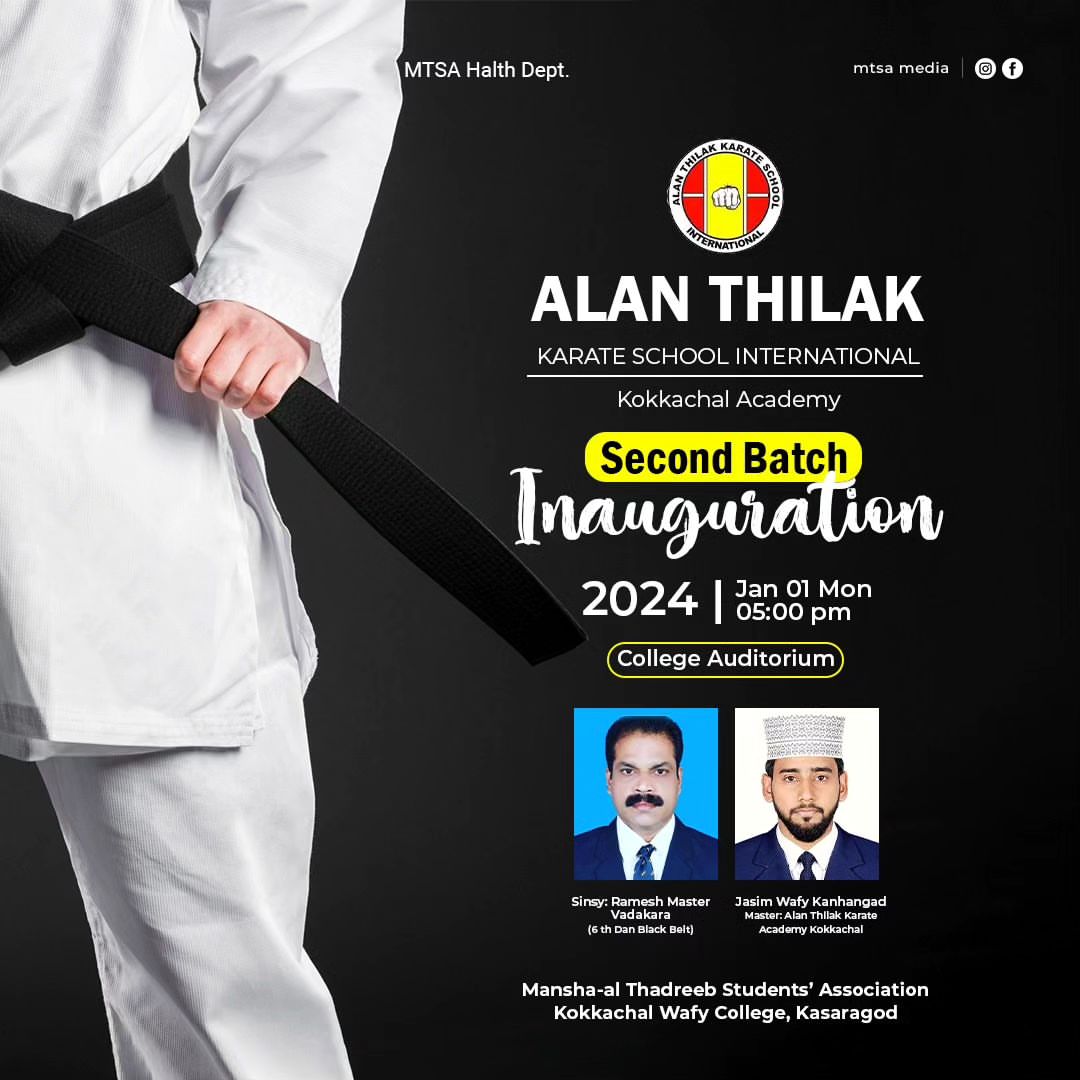 MTSA Halth Dept.
mtsa media
ALAN THILAK KARATE SCHOOL
INTERNATIONAL
ALAN THILAK
KARATE SCHOOL INTERNATIONAL
Kokkachal Academy
Second Batch
Inauguration
2024 | Jan 01 Mon
05:00 pm
College Auditorium
Sinsy: Ramesh Master
Vadakara
(6 th Dan Black Belt)
Jasim Wafy Kanhangad
Master: Alan Thilak Karate
Academy Kokkachal
Mansha-al Thadreeb Students’ Association
Kokkachal Wafy College, Kasaragod